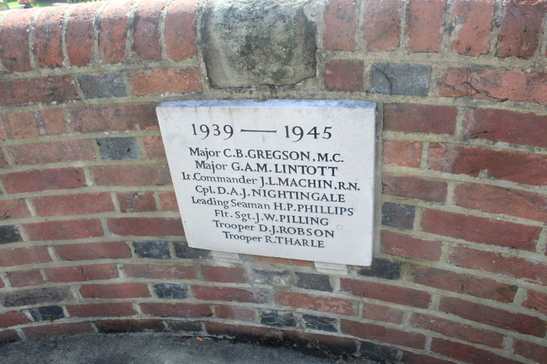 1939 — 1945
Major C.B.GREGSON, M.C.
Major G.A.M. LINTOTT
Lt. Commander J.L.MACHIN, R.N.
Cpl. D.A.J. NIGHTINGALE
Leading Seaman H.P. PHILLIPS
Flt. Sgt. J.W. PILLING
Trooper D.J. ROBSON
Trooper R. THARLE